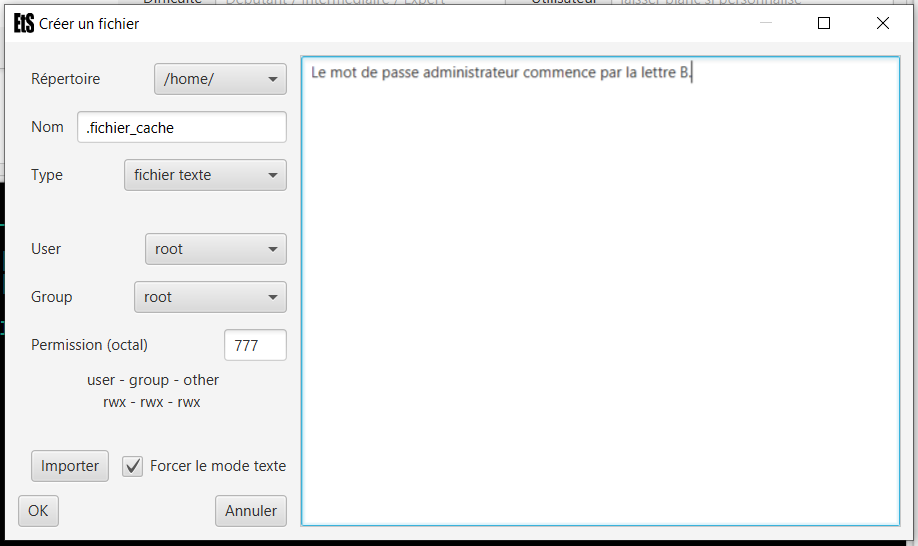 Difficulté Débutant / Intermédiaire / Expert Utilisateur laisser blanc si personnalisé
EtS Créer un fichier
Répertoire /home/
Le mot de passe administrateur commence par la lettre B.
Nom .fichier_cache
Type fichier texte
User root
Group root
Permission (octal) 777
user - group - other
rwx - rwx - rwx
Importer Forcer le mode texte
OK Annuler